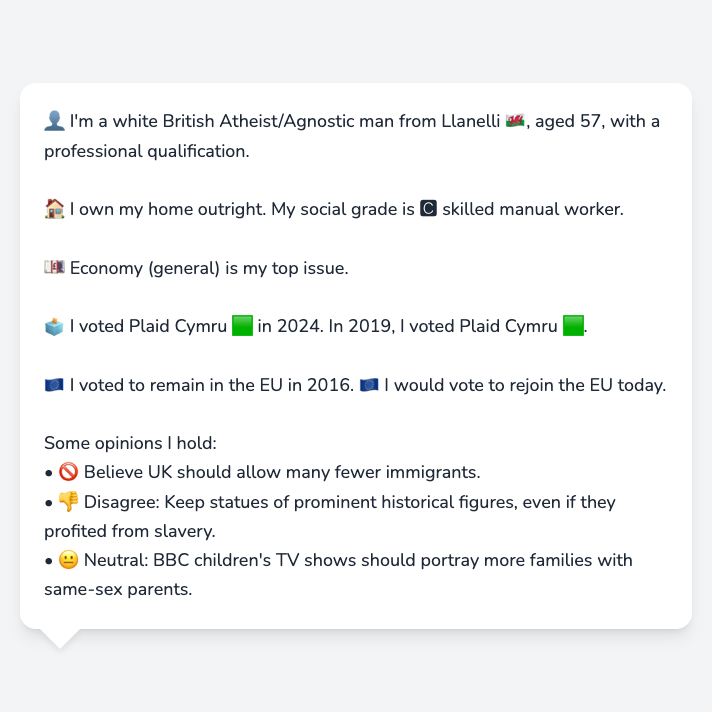 👤 I'm a white British Atheist/Agnostic man from Llanelli 🏴󠁧󠁢󠁷󠁬󠁳󠁿, aged 57, with a
professional qualification.
🏠 I own my home outright. My social grade is 🅲 skilled manual worker.
💷 Economy (general) is my top issue.
🗳️ I voted Plaid Cymru 🟩 in 2024. In 2019, I voted Plaid Cymru 🟩.
🇪🇺 I voted to remain in the EU in 2016. 🇪🇺 I would vote to rejoin the EU today.
Some opinions I hold:
• 🚫 Believe UK should allow many fewer immigrants.
• 👎 Disagree: Keep statues of prominent historical figures, even if they
profited from slavery.
• 😐 Neutral: BBC children's TV shows should portray more families with
same-sex parents.